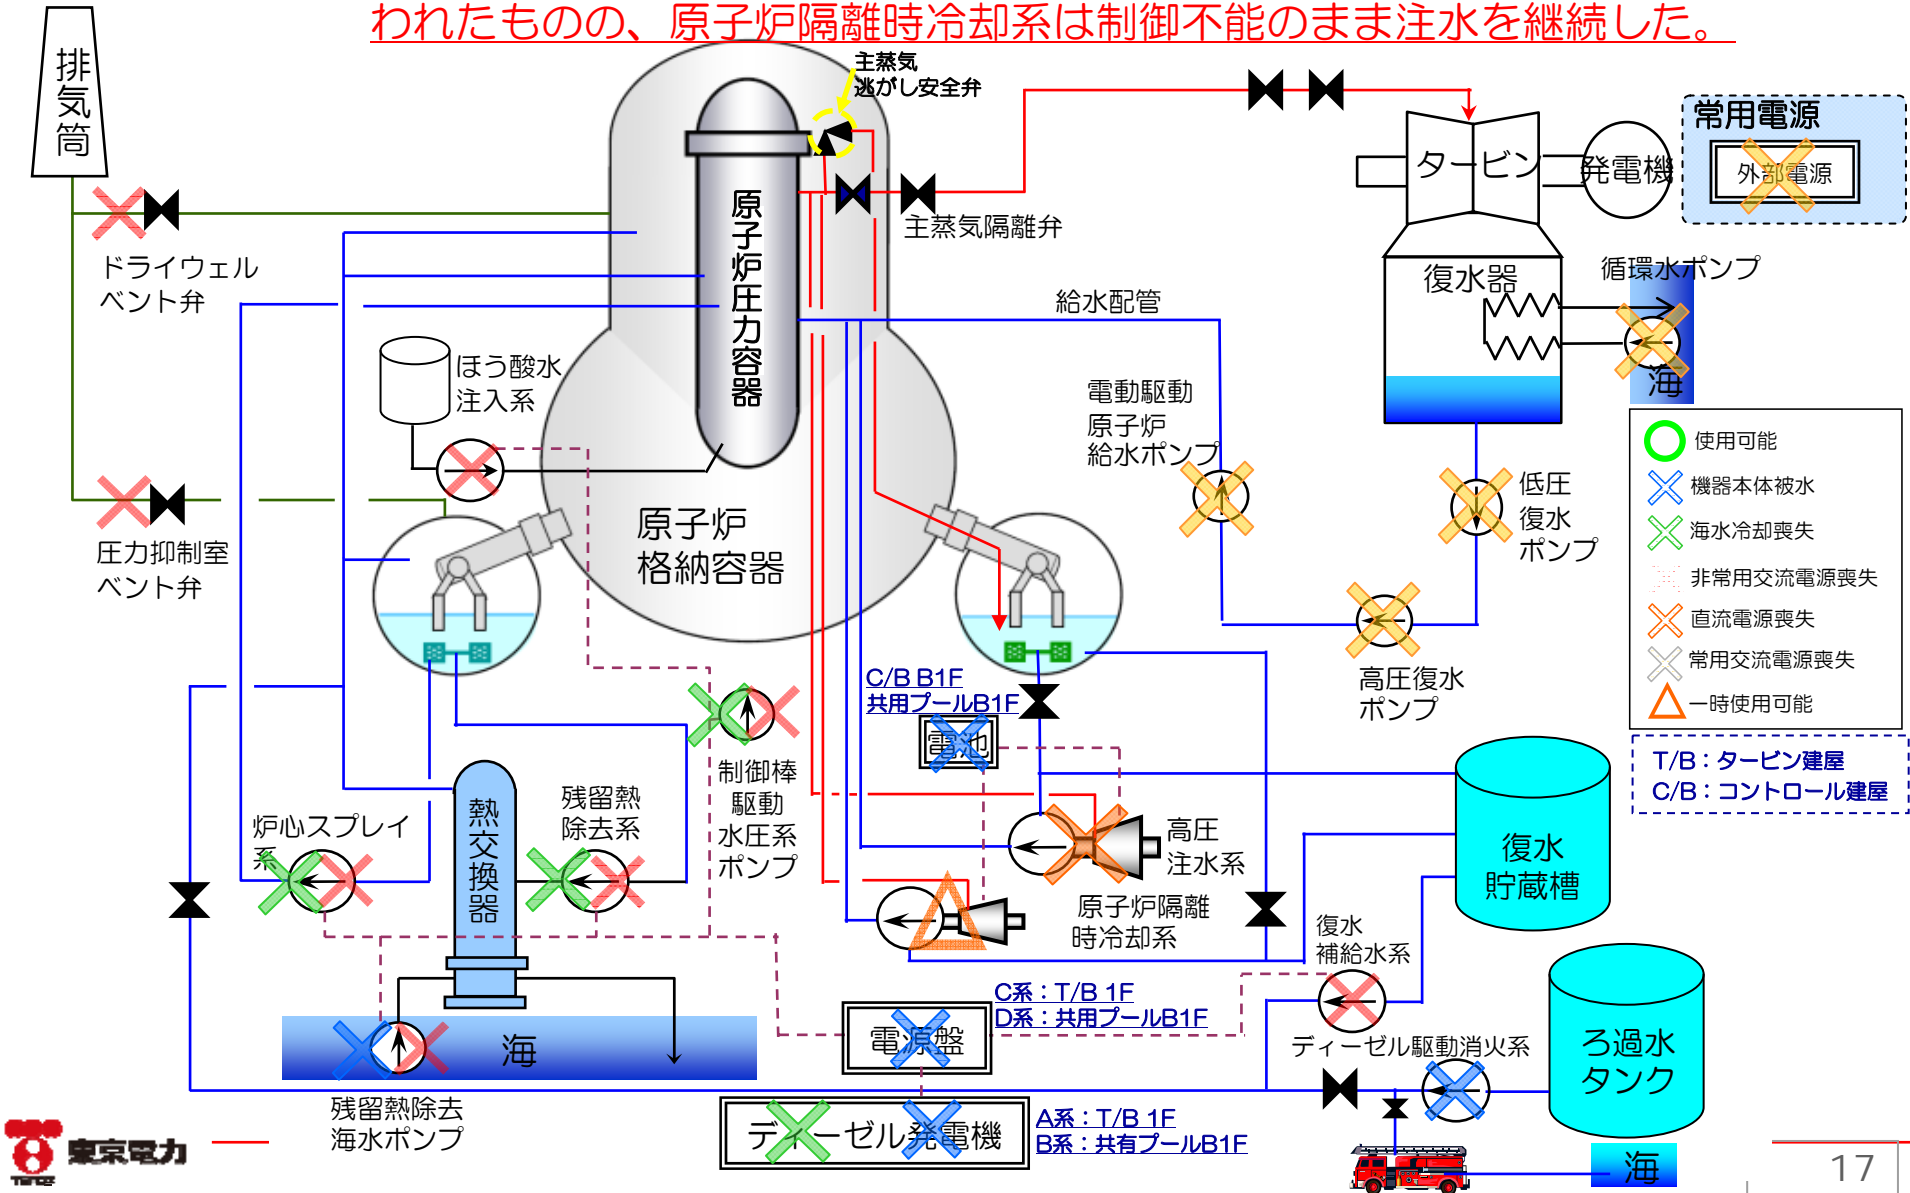 われたものの、原子炉隔離時冷却系は制御不能のまま注水を継続した。
排気筒
主蒸気
逃がし安全弁
常用電源
外部電源
タービン
発電機
原子炉圧力容器
主蒸気隔離弁
ドライウェル
ベント弁
復水器
循環水ポンプ
海
給水配管
ほう酸水
注入系
電動駆動
原子炉
給水ポンプ
使用可能
機器本体被水
海水冷却喪失
非常用交流電源喪失
直流電源喪失
常用交流電源喪失
一時使用可能
低圧
復水
ポンプ
圧力抑制室
ベント弁
原子炉
格納容器
高圧復水
ポンプ
C/B B1F
共用プールB1F
電池
T/B：タービン建屋
C/B：コントロール建屋
制御棒
駆動
水圧系
ポンプ
残留熱
除去系
熱交換器
炉心スプレイ
系
高圧
注水系
復水
貯蔵槽
原子炉隔離
時冷却系
復水
補給水系
C系：T/B 1F
D系：共用プールB1F
電源盤
海
ディーゼル駆動消火系
ろ過水
タンク
残留熱除去
海水ポンプ
ディーゼル発電機
A系：T/B 1F
B系：共有プールB1F
東京電力
海
17